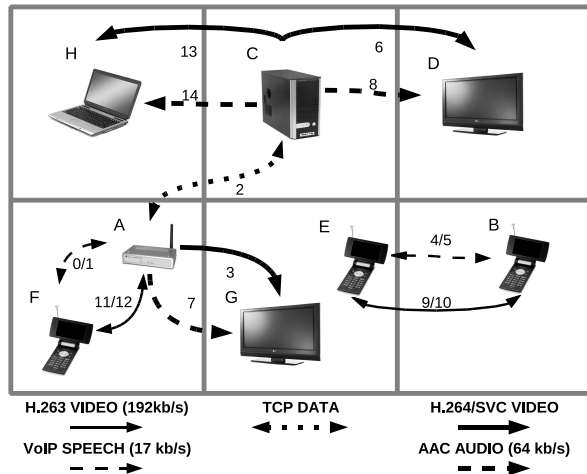 H
13
C
6
D
14
8
2
A
E
B
4/5
0/1
3
F
11/12
7
G
9/10
H.263 VIDEO (192kb/s)
TCP DATA
H.264/SVC VIDEO
VoIP SPEECH (17 kb/s)
AAC AUDIO (64 kb/s)